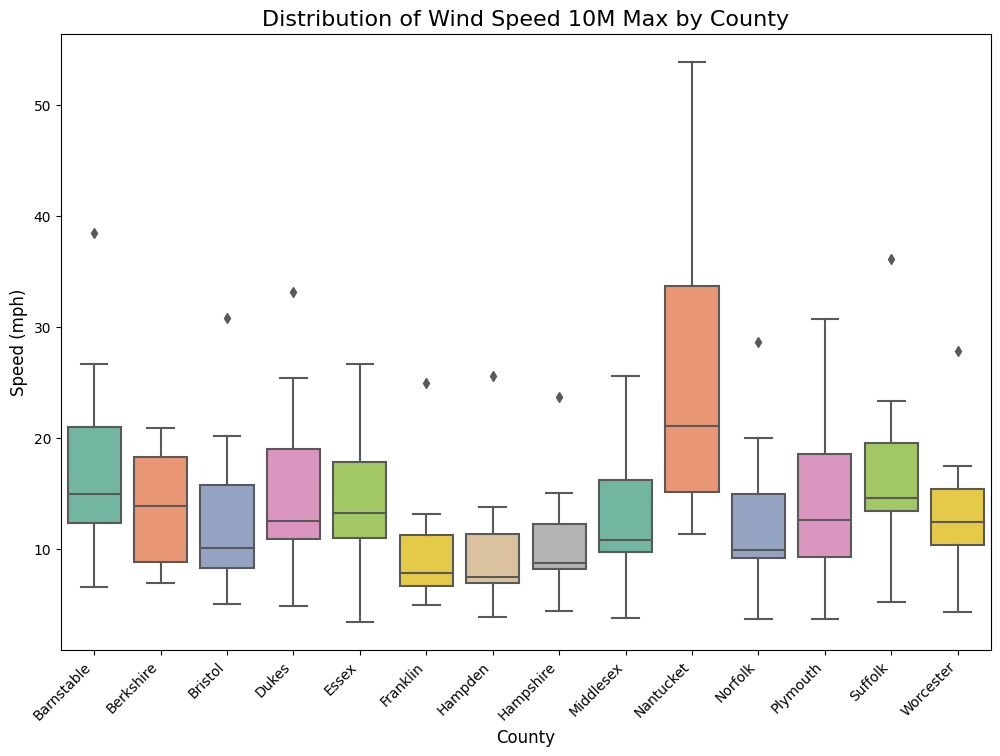 Distribution of Wind Speed 10M Max by County
Speed (mph)
50
40
30
20
10
Barnstable
Berkshire
Bristol
Dukes
Essex
Franklin
Hampden
Hampshire
Middlesex
Nantucket
Norfolk
Plymouth
Suffolk
Worcester
County